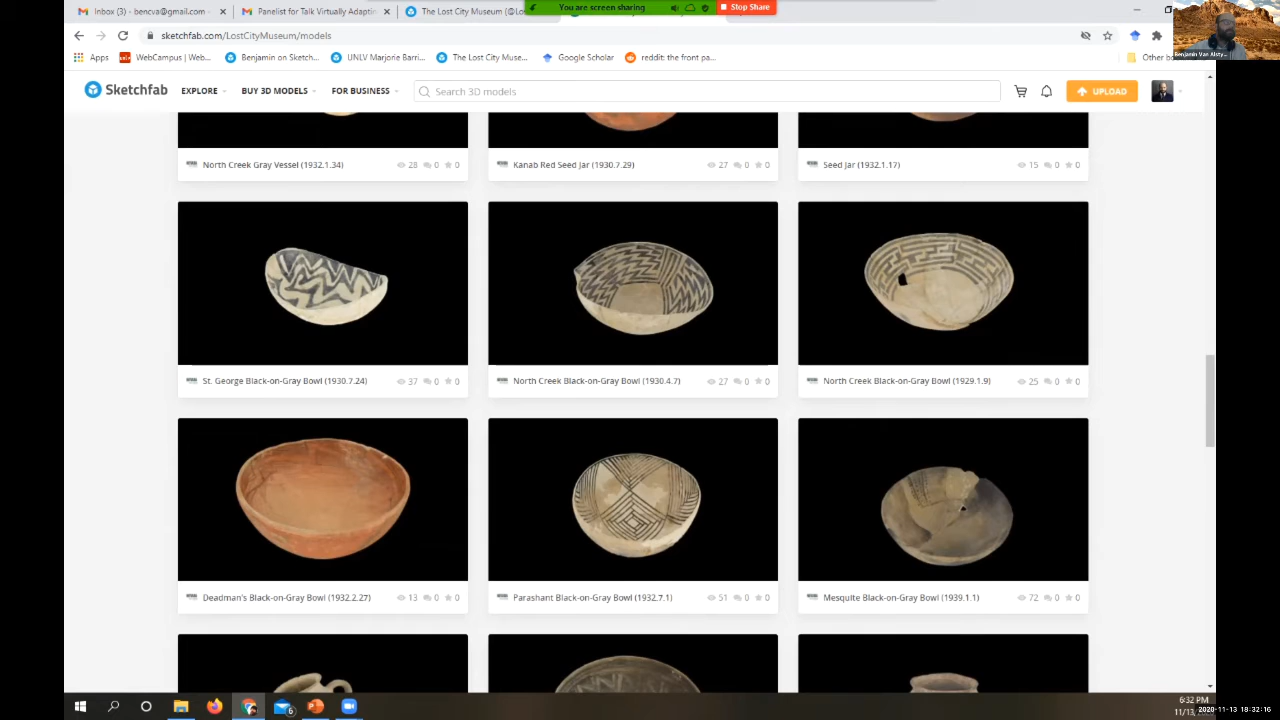 Inbox (3) - bencva@gmail.com -
Panelist for Talk Virtually Adaptin
The Lost City Museum (@Los
You are screen sharing
Stop Share
sketchfab.com/LostCityMuseum/models
Apps
WebCampus | Web...
Benjamin on Sketch...
UNLV Marjorie Barri...
The Lost City Muse...
Google Scholar
reddit: the front pa...
Sketchfab
EXPLORE
BUY 3D MODELS
FOR BUSINESS
Search 3D models
UPLOAD
North Creek Gray Vessel (1932.1.34) 28 0 0
Kanab Red Seed Jar (1930.7.29) 27 0 0
Seed Jar (1932.1.17) 15 0 0
St. George Black-on-Gray Bowl (1930.7.24) 37 0 0
North Creek Black-on-Gray Bowl (1930.4.7) 27 0 0
North Creek Black-on-Gray Bowl (1929.1.9) 25 0 0
Deadman's Black-on-Gray Bowl (1932.2.27) 13 0 0
Parashant Black-on-Gray Bowl (1932.7.1) 51 0 0
Mesquite Black-on-Gray Bowl (1939.1.1) 72 0 0
6
6:32 PM
11/13/
2020-11-13 18:32:16